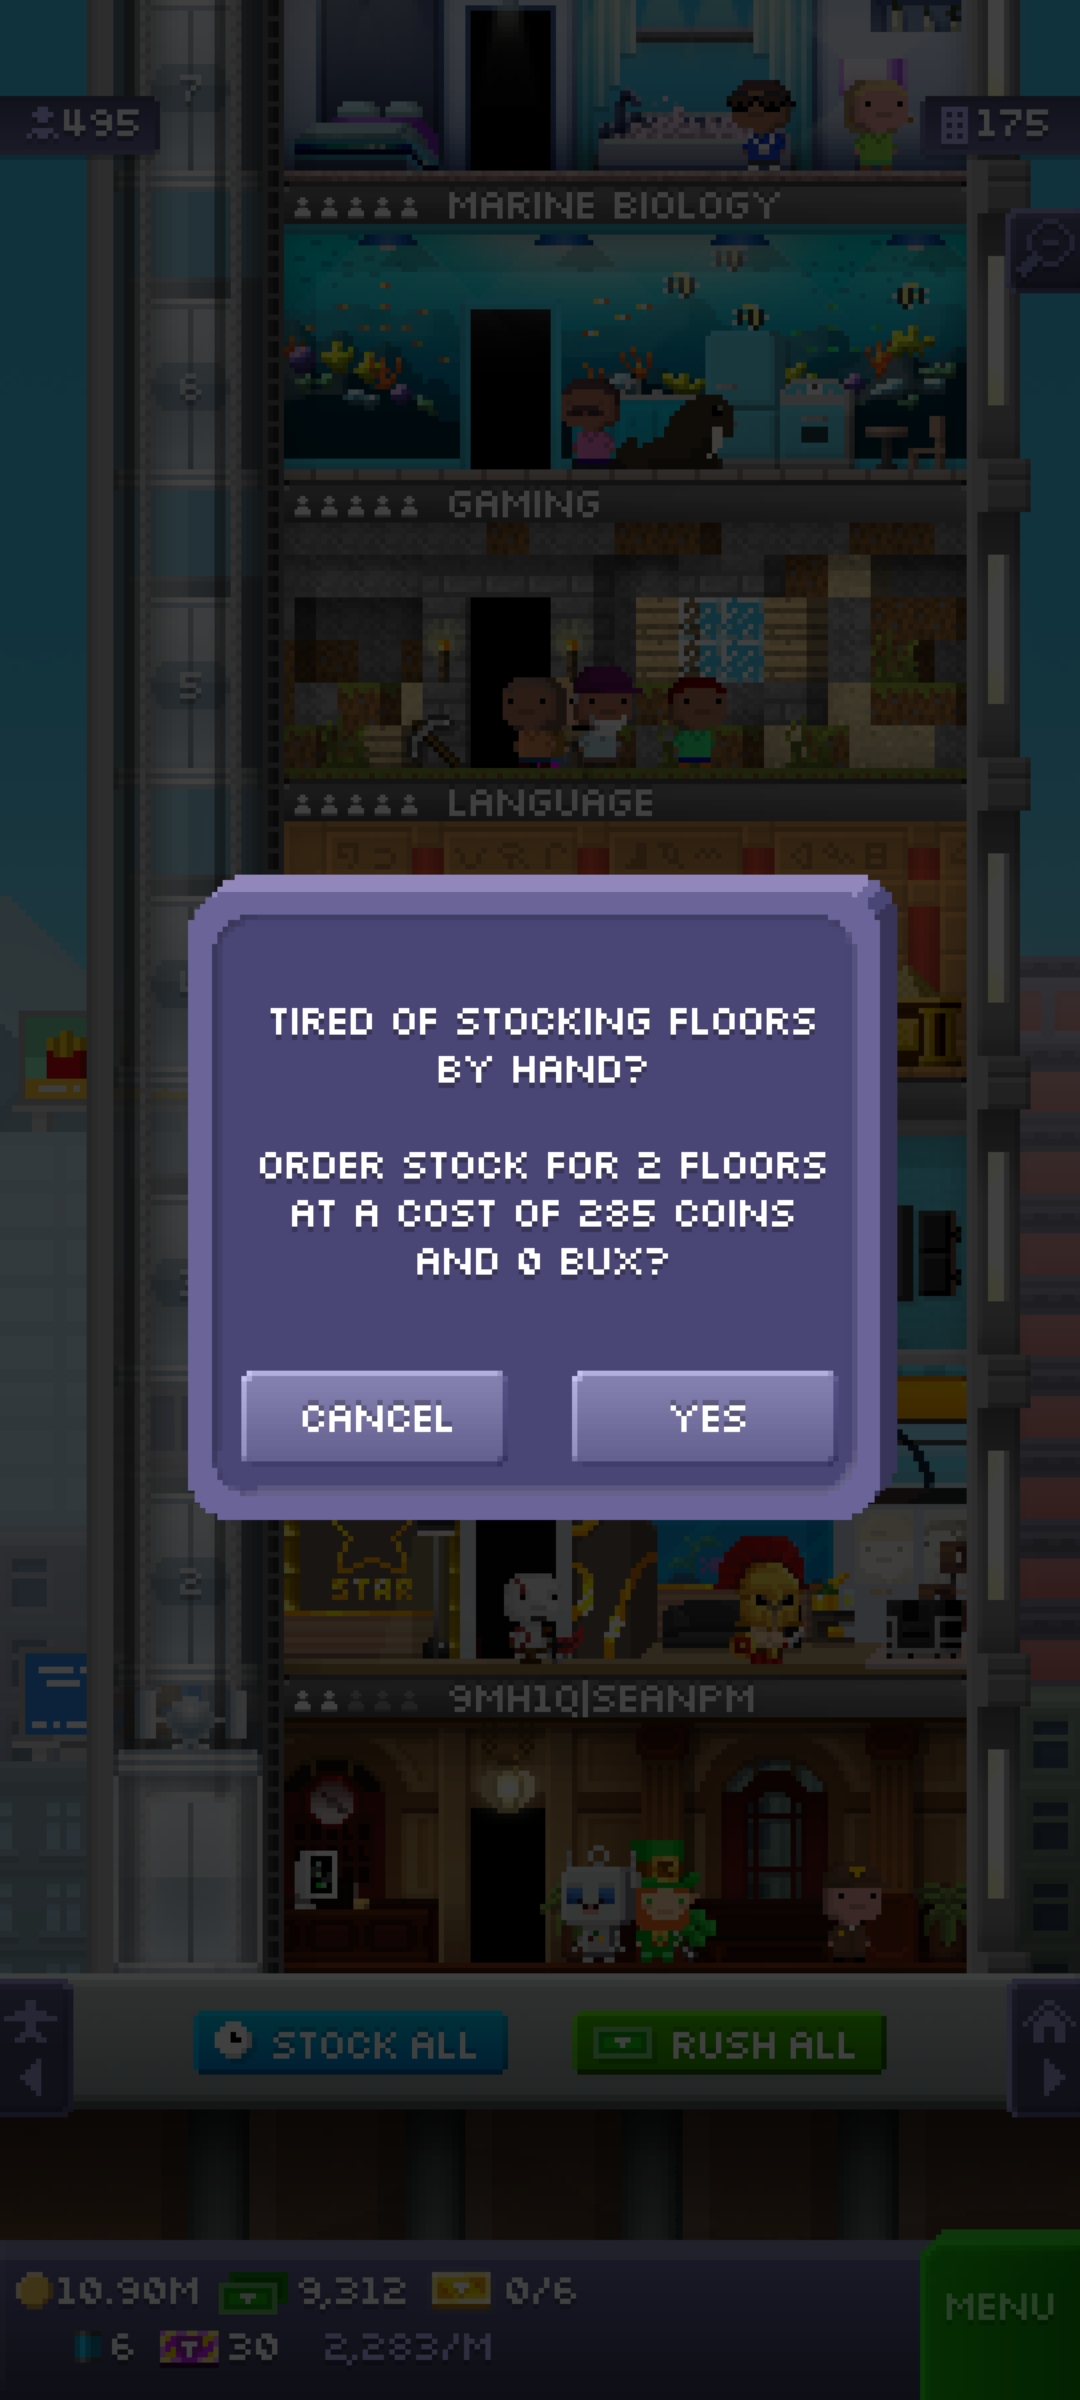 7
495
175
MARINE BIOLOGY
6
GAMING
5
LANGUAGE
TIRED OF STOCKING FLOORS
BY HAND?
ORDER STOCK FOR 2 FLOORS
AT A COST OF 285 COINS
AND 0 BUX?
CANCEL
YES
STAR
2
9MH1Q|SEANPM
STOCK ALL
RUSH ALL
10.90M
9,312
0/6
MENU
6
30
2,283/M